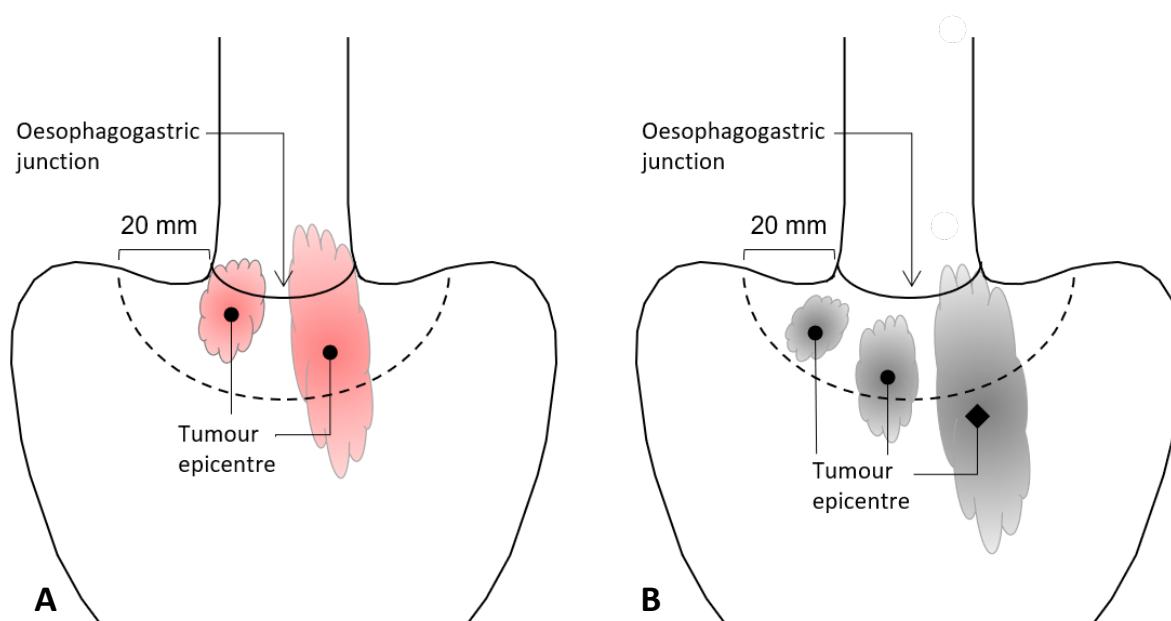 Oesophagogastric
junction
20 mm
Tumour
epicentre
A
Oesophagogastric
junction
20 mm
Tumour
epicentre
B